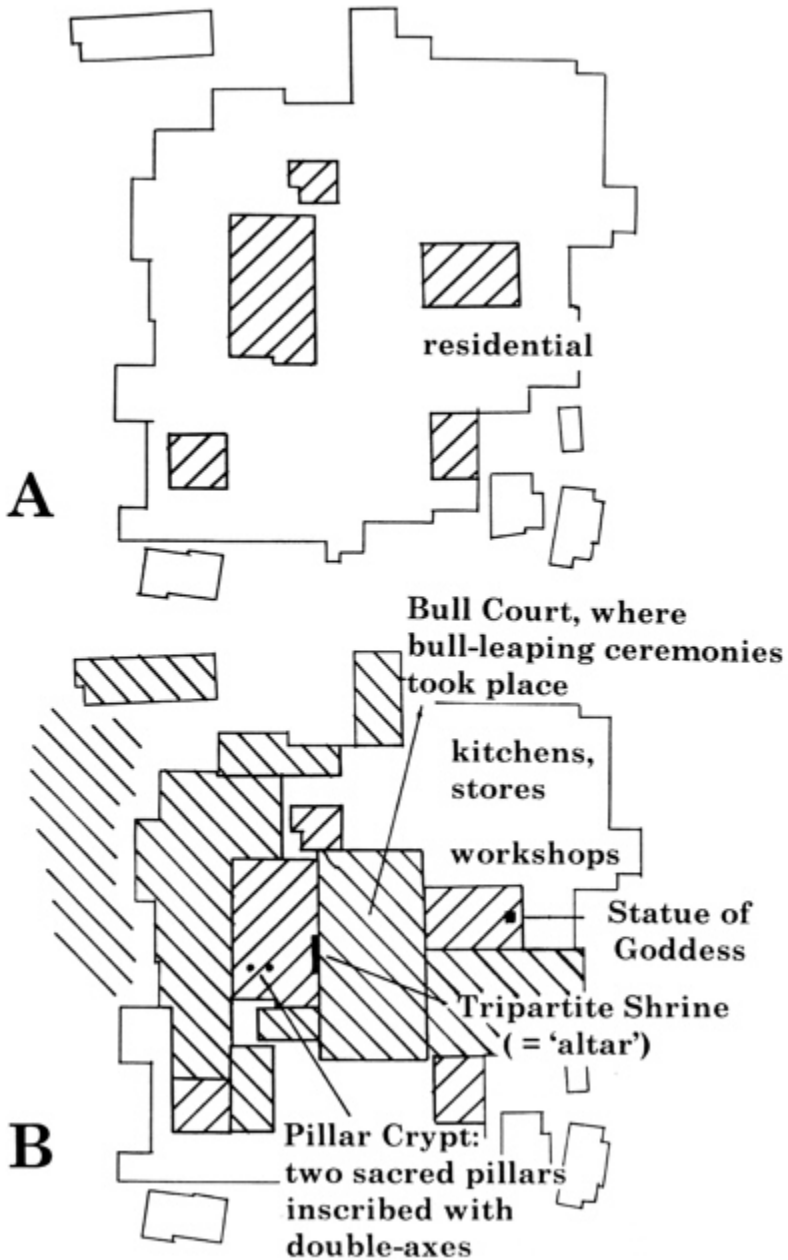 residential
A
Bull Court, where
bull-leaping ceremonies
took place
kitchens,
stores
workshops
Statue of
Goddess
Tripartite Shrine
( = ‘altar’)
B
Pillar Crypt:
two sacred pillars
inscribed with
double-axes